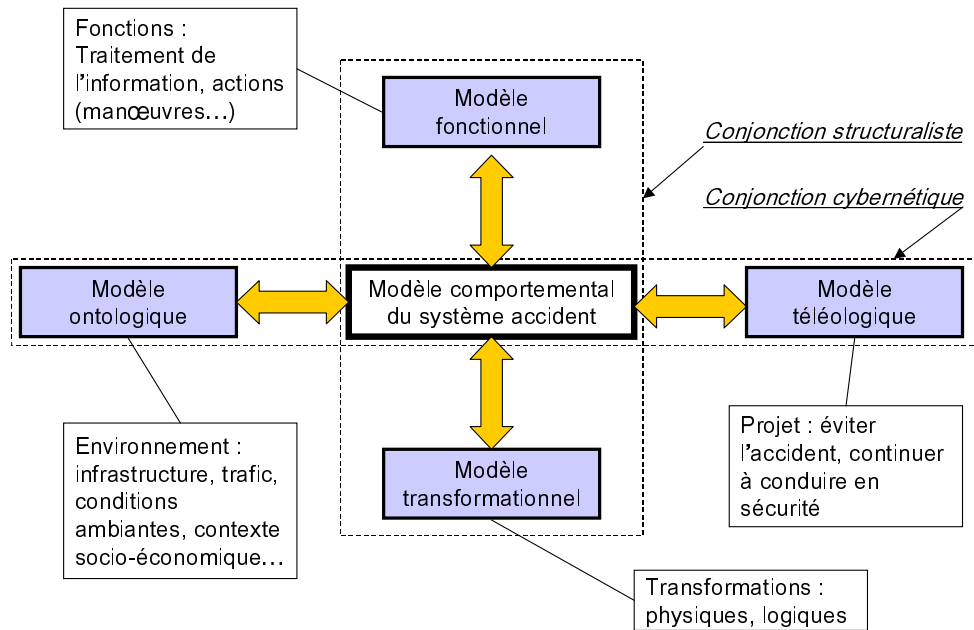 Fonctions :
Traitement de
l'information, actions
(manœuvres…)
Modèle
fonctionnel
Conjonction structuraliste
Conjonction cybernétique
Modèle
ontologique
Modèle comportemental
du système accident
Modèle
téléologique
Environnement :
infrastructure, trafic,
conditions
ambiantes, contexte
socio-économique…
Modèle
transformationnel
Projet : éviter
l'accident, continuer
à conduire en
sécurité
Transformations :
physiques, logiques